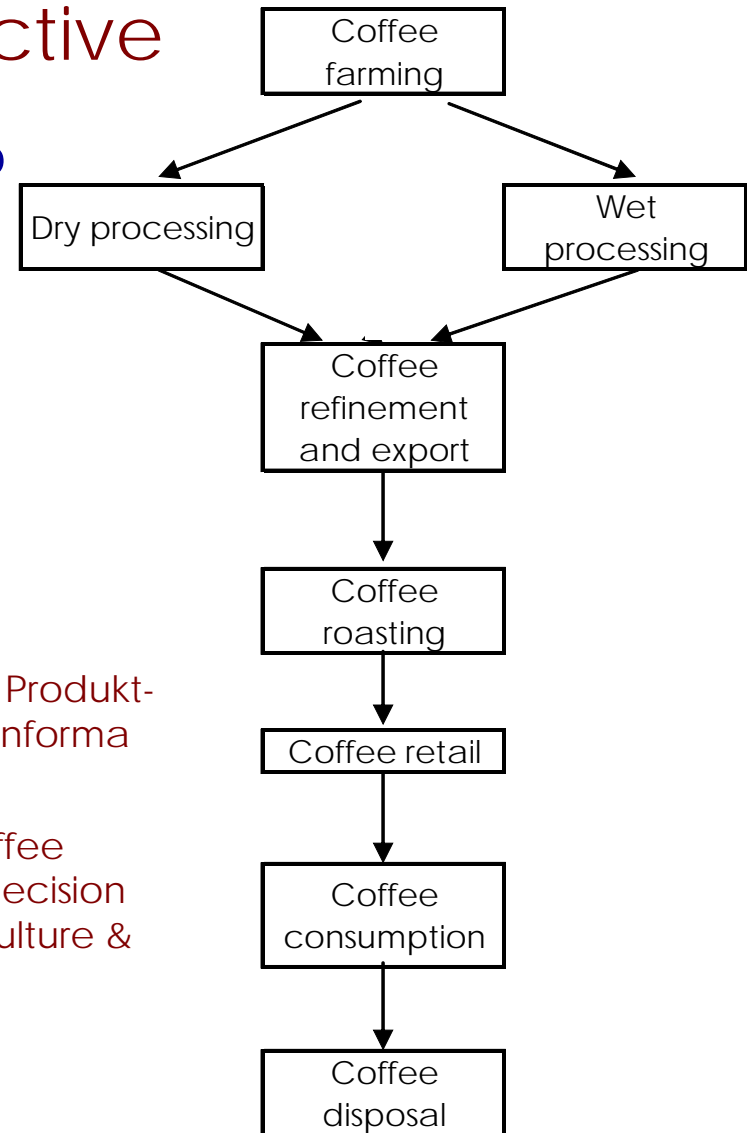 ctive
Coffee
farming
Dry processing
Wet
processing
Coffee
refinement
and export
Coffee
roasting
Produkt-
nforma
Coffee retail
ffee
ecision
ulture &
Coffee
consumption
Coffee
disposal